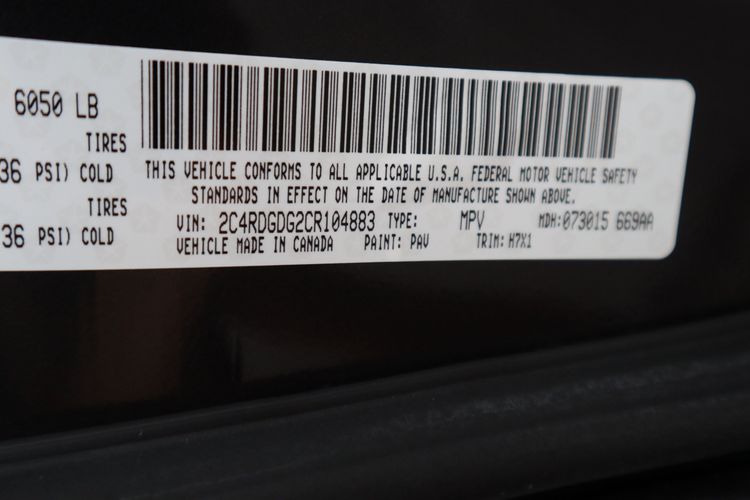 6050 LB
TIRES
36 PSI) COLD
TIRES
36 PSI) COLD
THIS VEHICLE CONFORMS TO ALL APPLICABLE U.S.A. FEDERAL MOTOR VEHICLE SAFETY
STANDARDS IN EFFECT ON THE DATE OF MANUFACTURE SHOWN ABOVE.
VIN: 2C4RDGDG2CR104883 TYPE: MPV MDH:073015 669AA
VEHICLE MADE IN CANADA PAINT: PAV TRIM: H7X1